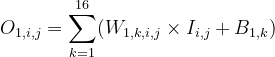 $O_{1,i,j} = \sum_{k=1}^{16} (W_{1,k,i,j} \times I_{i,j} + B_{1,k})$